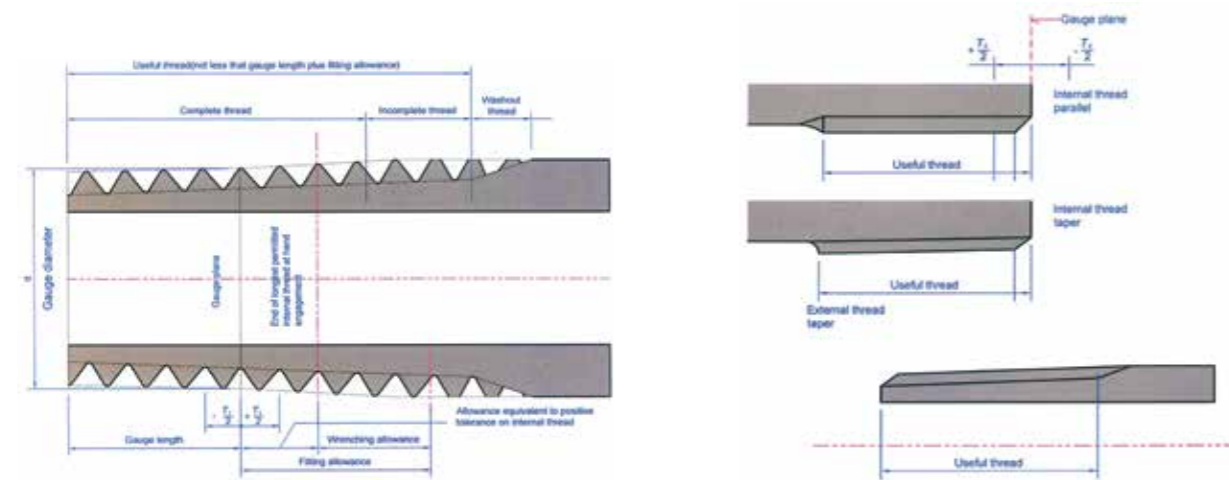 Useful thread(not less that gauge length plus fitting allowance)
Complete thread
Incomplete thread
Washout
thread
Gauge diameter
d
Gauge plane
End of longest permitted
internal thread at hand
engagement
Allowance equivalent to positive
tolerance on internal thread
Gauge length
Wrenching allowance
Fitting allowance
Gauge plane
Internal thread
parallel
Useful thread
Internal thread
taper
Useful thread
External thread
taper
Useful thread